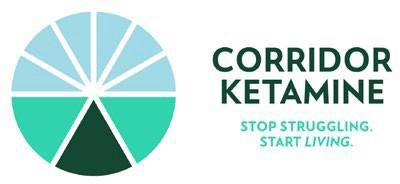 CORRIDOR
KETAMINE
STOP STRUGGLING.
START LIVING.